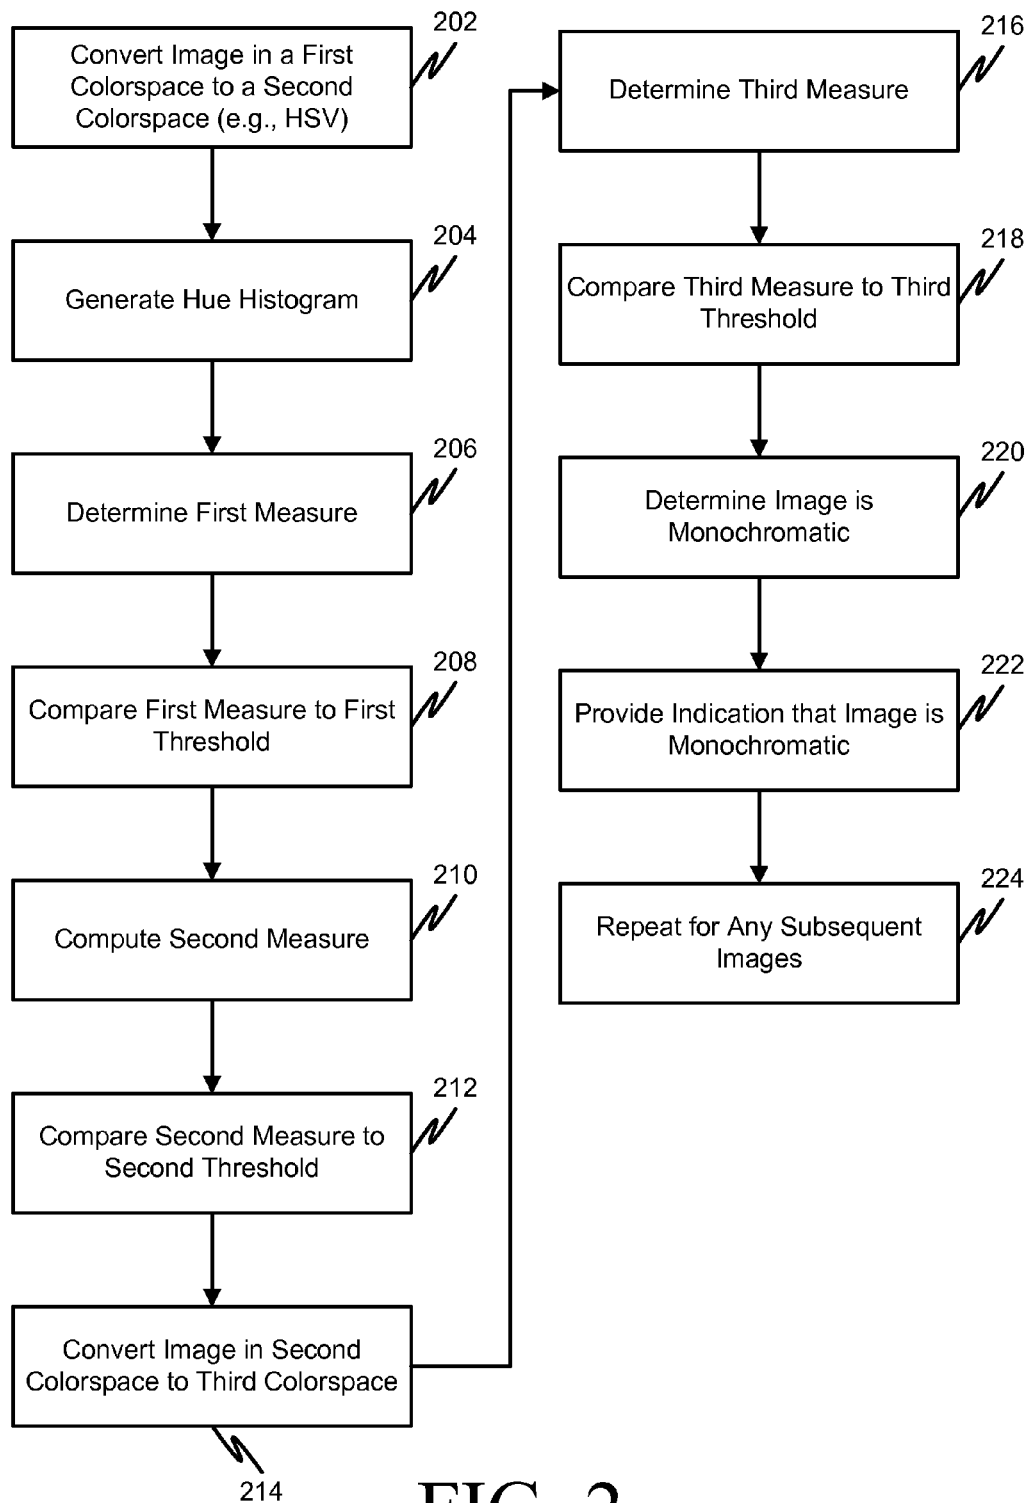 202
Convert Image in a First
Colorspace to a Second
Colorspace (e.g., HSV)
204
Generate Hue Histogram
206
Determine First Measure
208
Compare First Measure to First
Threshold
210
Compute Second Measure
212
Compare Second Measure to
Second Threshold
Convert Image in Second
Colorspace to Third Colorspace
214
216
Determine Third Measure
218
Compare Third Measure to Third
Threshold
220
Determine Image is
Monochromatic
222
Provide Indication that Image is
Monochromatic
224
Repeat for Any Subsequent
Images
FIG. 2